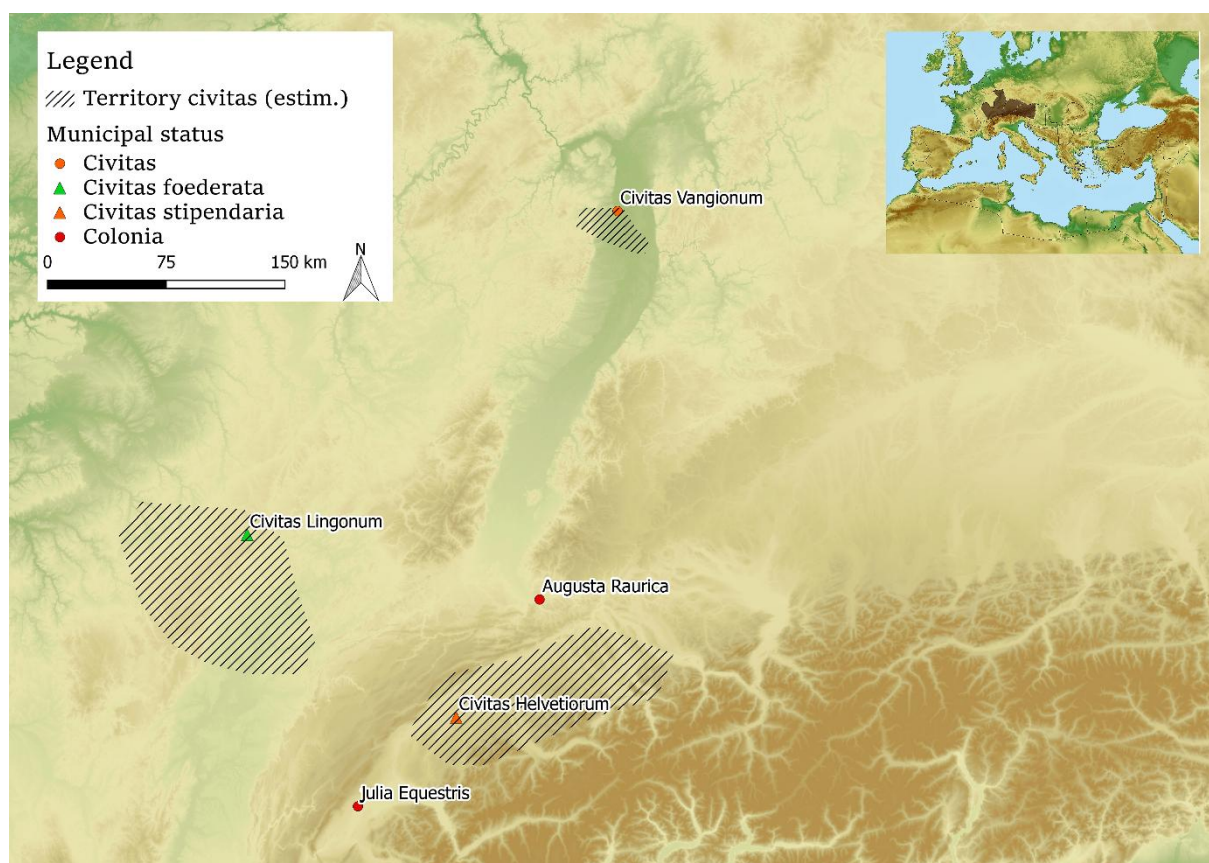 Legend
Territory civitas (estim.)
Municipal status
Civitas
Civitas foederata
Civitas stipendaria
Colonia
N
0 75 150 km
Civitas Vangionum
Civitas Lingonum
Augusta Raurica
Civitas Helvetiorum
Julia Equestris